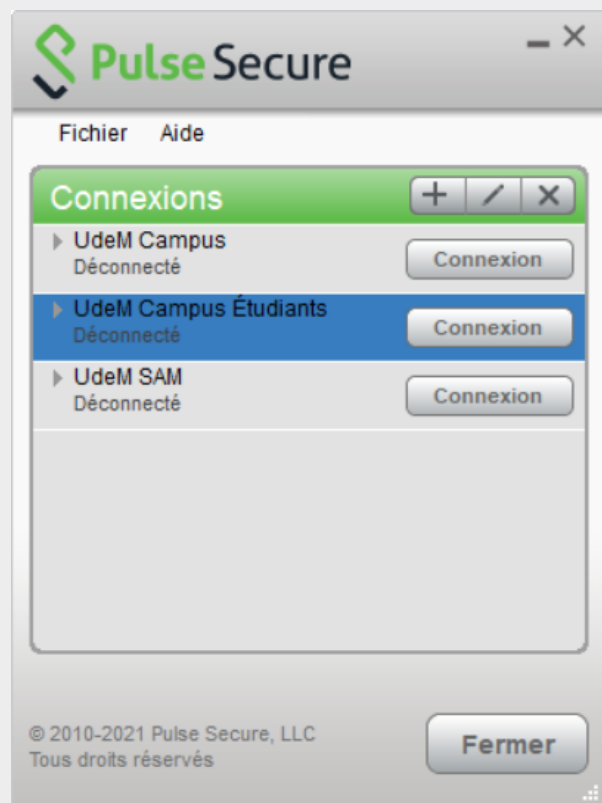 Pulse Secure
Fichier Aide
Connexions
UdeM Campus
Déconnecté
Connexion
UdeM Campus Étudiants
Déconnecté
Connexion
UdeM SAM
Déconnecté
Connexion
© 2010-2021 Pulse Secure, LLC
Tous droits réservés
Fermer